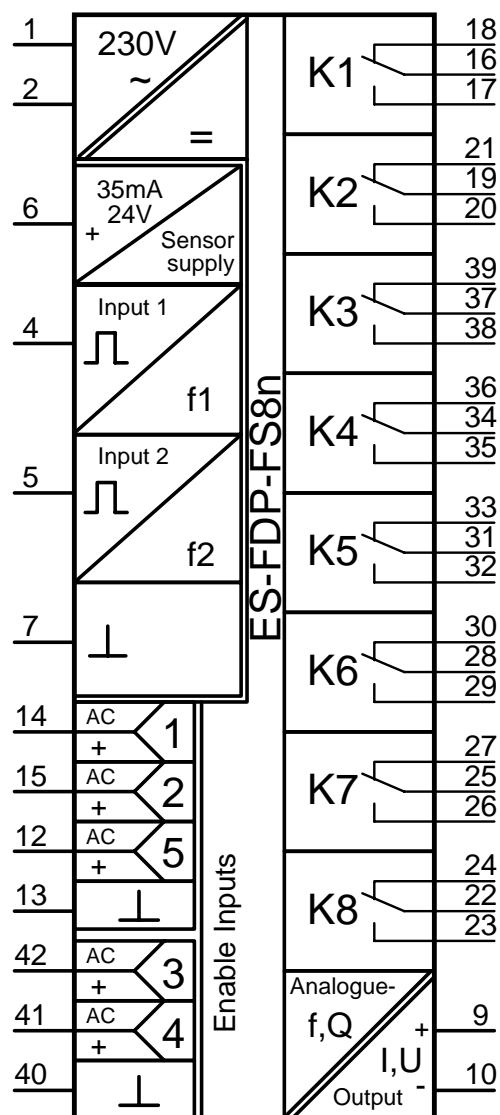 1
230V
~
2
=
6
35mA
24V
+
Sensor
supply
4
Input 1
f1
5
Input 2
f2
7
14
AC
+
1
15
AC
+
2
12
AC
+
5
13
42
AC
+
3
41
AC
+
4
40
Enable Inputs
ES-FDP-FS8n
K1
18
16
17
K2
21
19
20
K3
39
37
38
K4
36
34
35
K5
33
31
32
K6
30
28
29
K7
27
25
26
K8
24
22
23
Analogue-
f,Q
+
9
I,U
-
10
Output